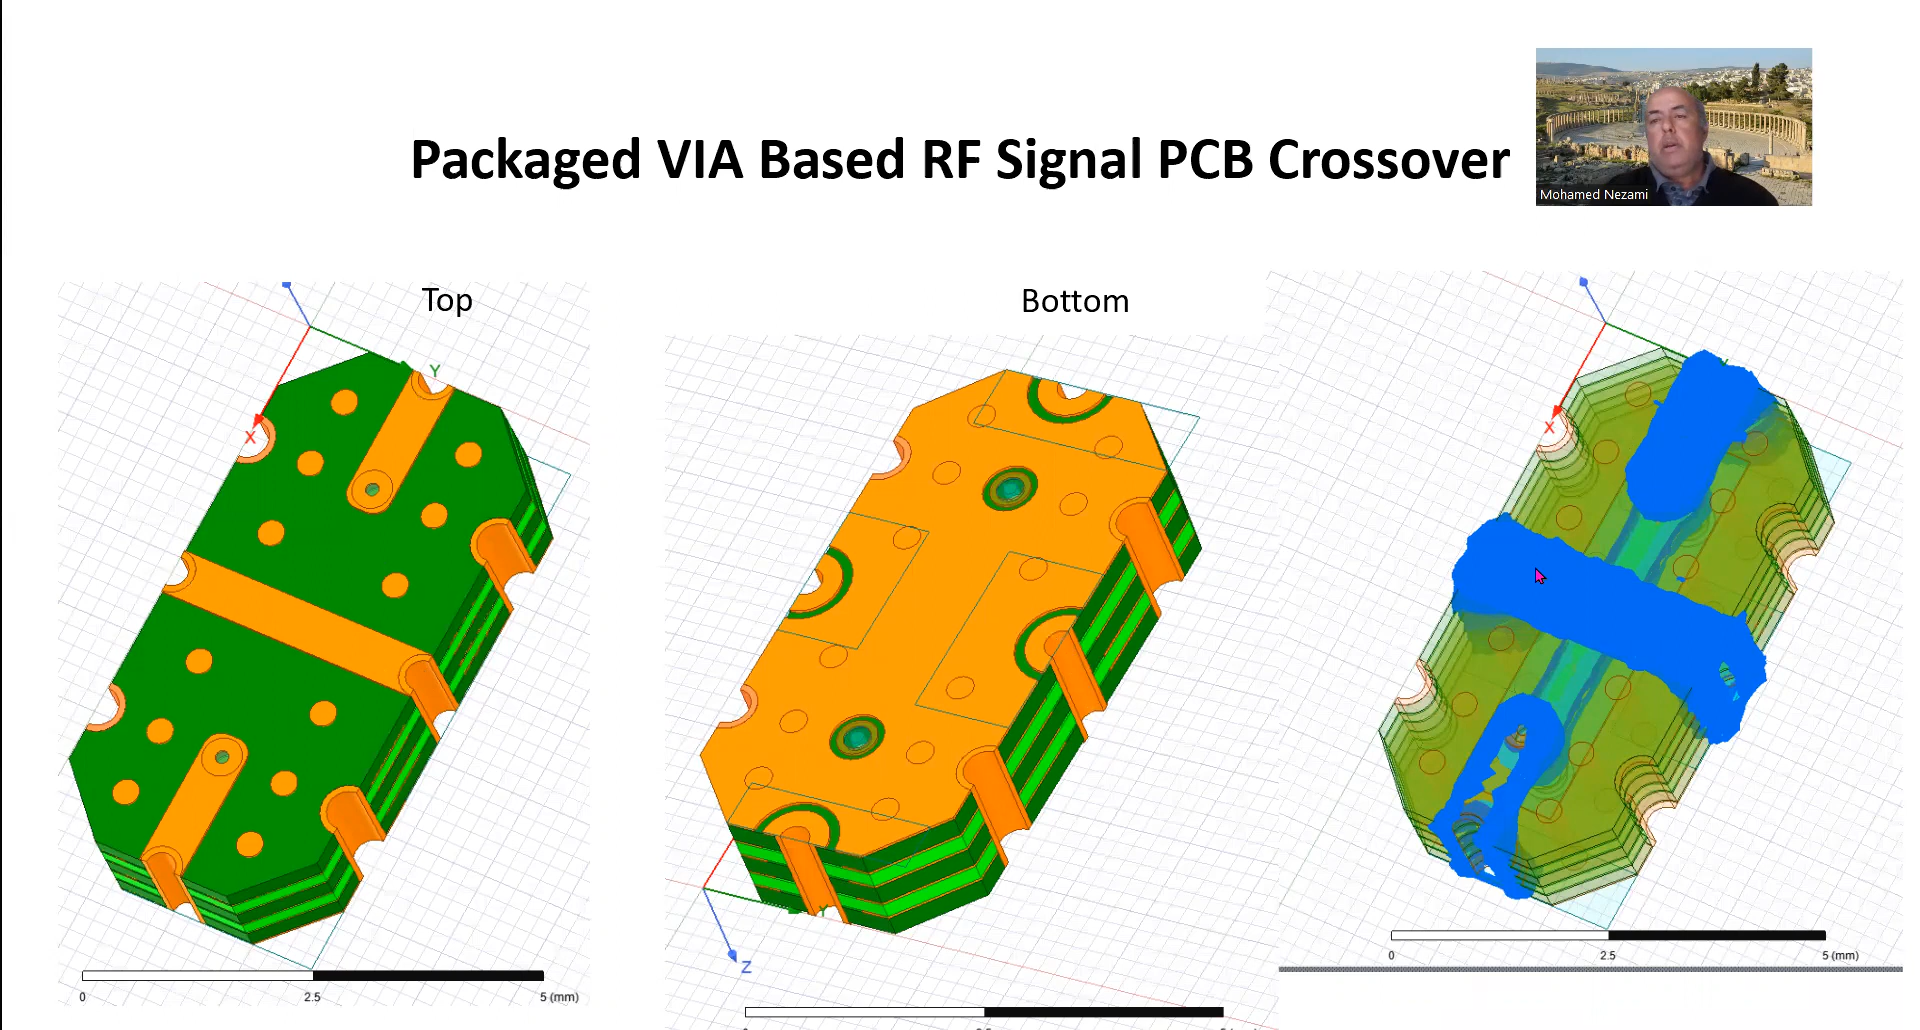 Packaged VIA Based RF Signal PCB Crossover
Mohamed Nezami
Top
Y
X
0
2.5
5 (mm)
Bottom
Y
Z
X
0
2.5
5 (mm)